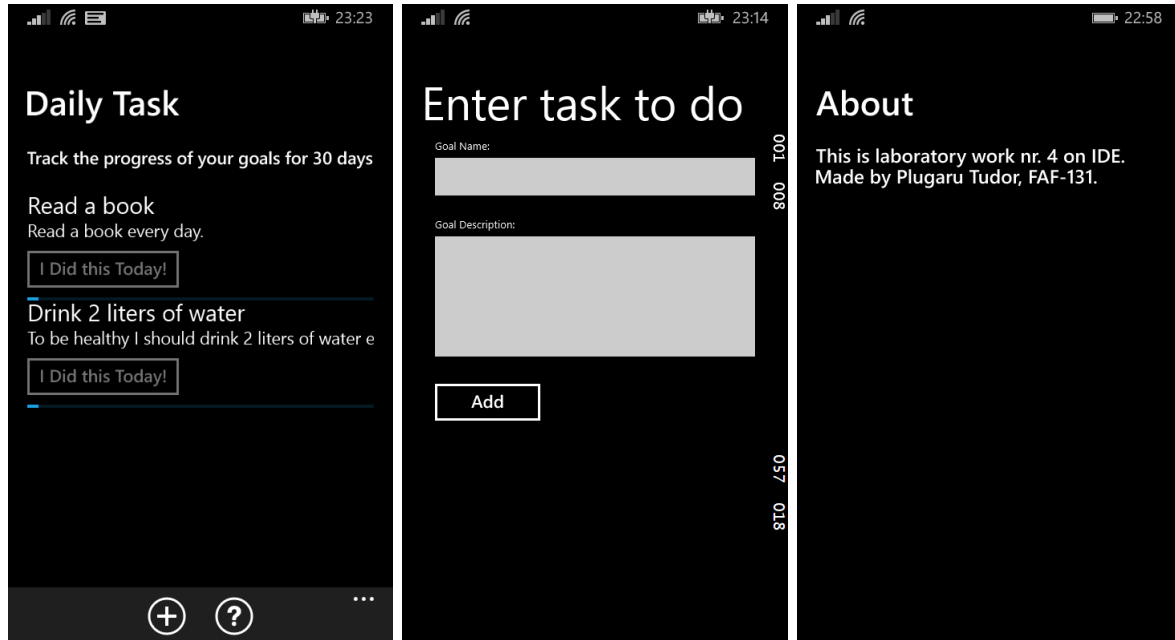 23:23
Daily Task
Track the progress of your goals for 30 days
Read a book
Read a book every day.
I Did this Today!
Drink 2 liters of water
To be healthy I should drink 2 liters of water e
I Did this Today!
+
?
...
23:14
Enter task to do
Goal Name:
001 008
Goal Description:
Add
057 018
22:58
About
This is laboratory work nr. 4 on IDE.
Made by Plugaru Tudor, FAF-131.